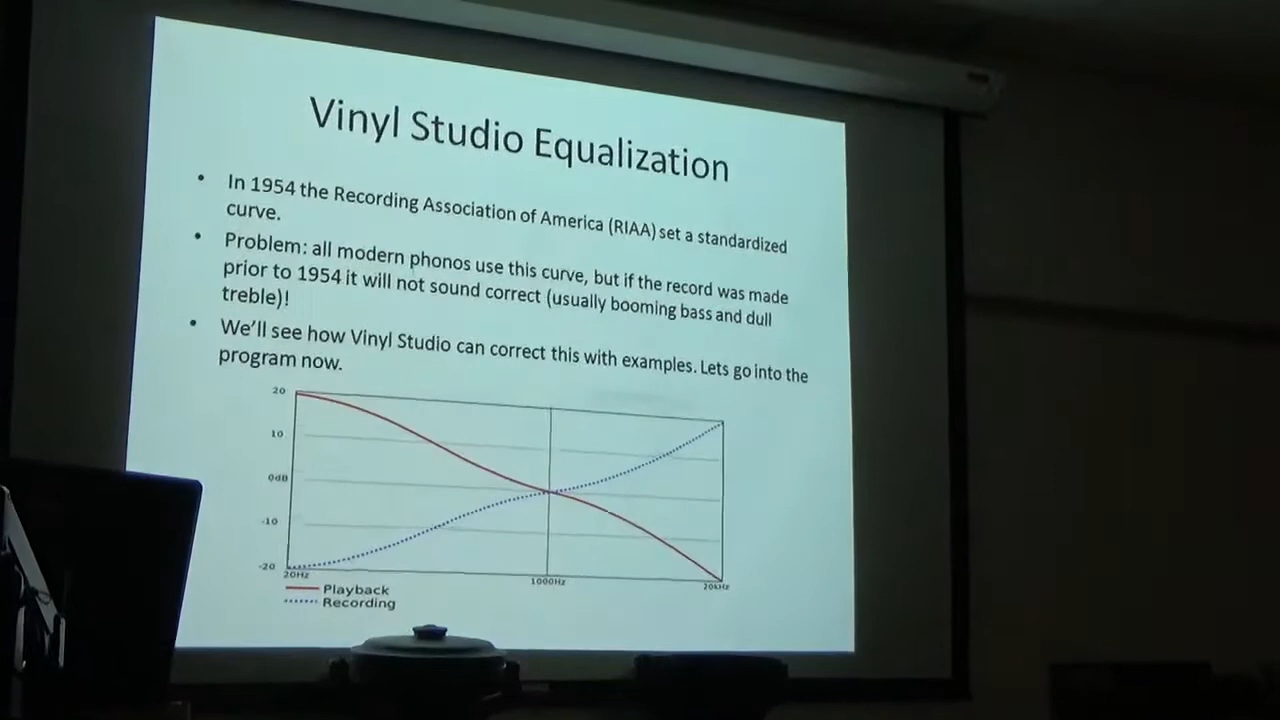 Vinyl Studio Equalization
• In 1954 the Recording Association of America (RIAA) set a standardized
curve.
• Problem: all modern phonos use this curve, but if the record was made
prior to 1954 it will not sound correct (usually booming bass and dull
treble)!
• We'll see how Vinyl Studio can correct this with examples. Lets go into the
program now.
20
10
0dB
-10
-20
20Hz 1000Hz 20kHz
Playback
Recording